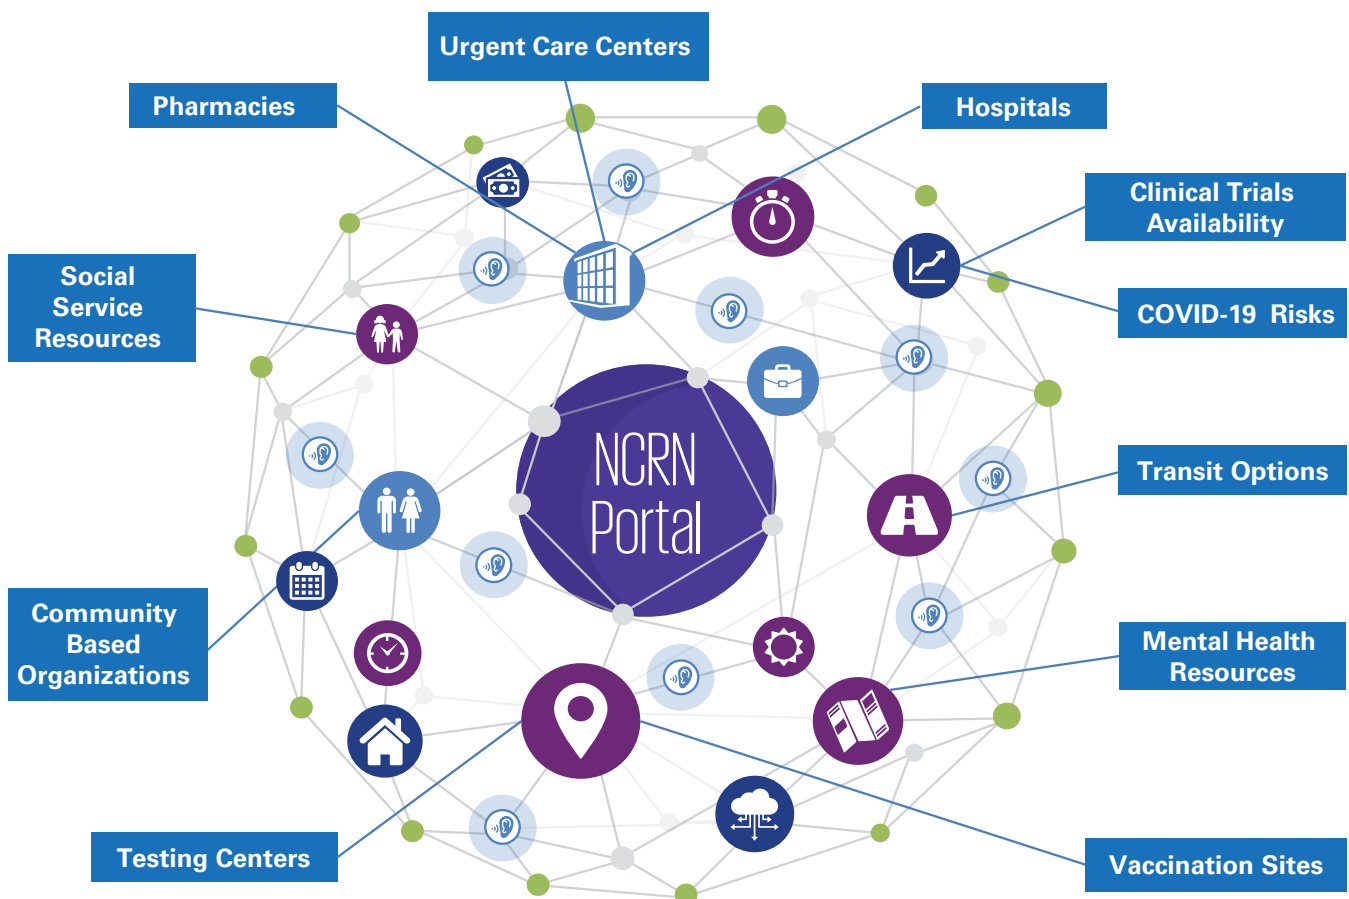 Urgent Care Centers
Pharmacies
Hospitals
Clinical Trials
Availability
Social
Service
Resources
COVID-19 Risks
NCRN
Portal
Transit Options
Community
Based
Organizations
Mental Health
Resources
Testing Centers
Vaccination Sites